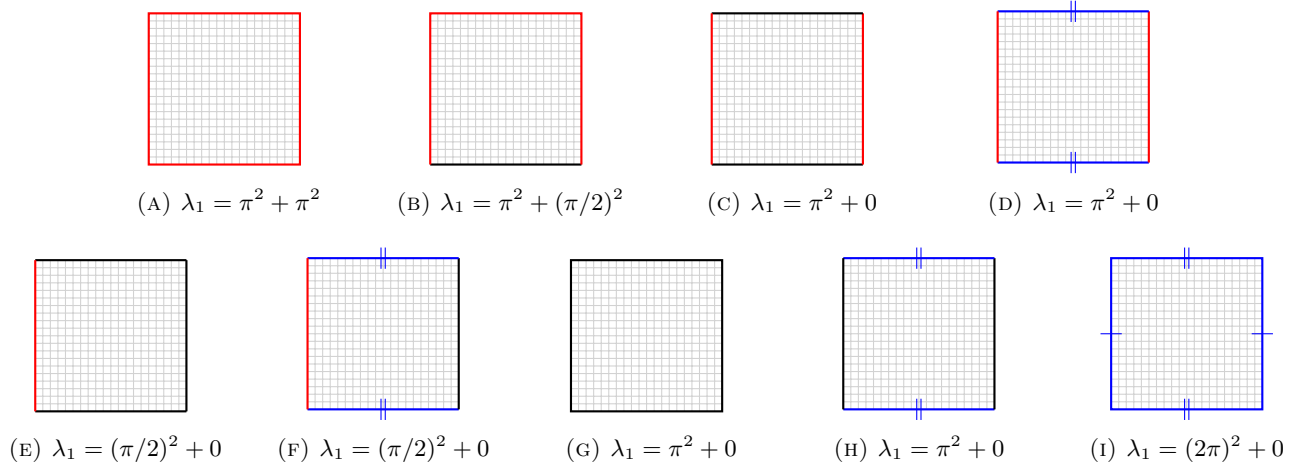 (A) λ₁ = π² + π²
(B) λ₁ = π² + (π/2)²
(C) λ₁ = π² + 0
(D) λ₁ = π² + 0
(E) λ₁ = (π/2)² + 0
(F) λ₁ = (π/2)² + 0
(G) λ₁ = π² + 0
(H) λ₁ = π² + 0
(I) λ₁ = (2π)² + 0